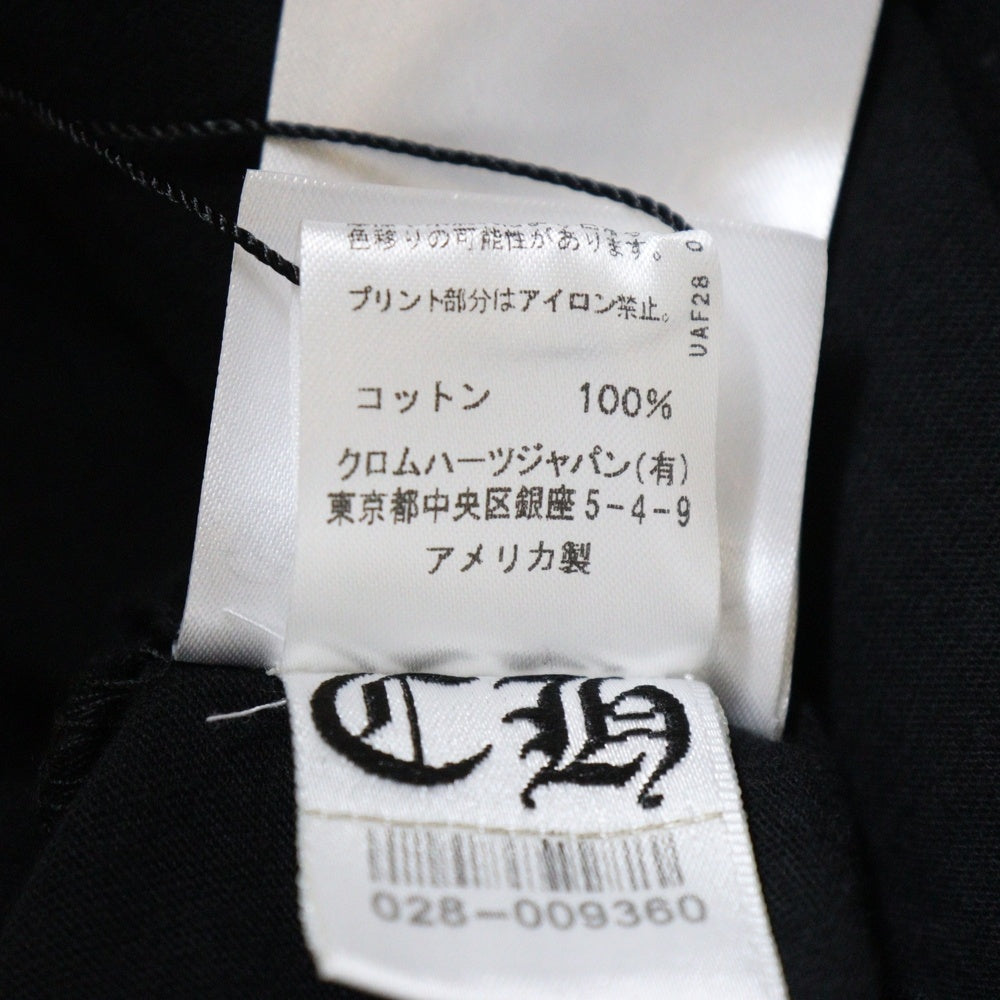 色移りの可能性があります。
プリント部分はアイロン禁止。
UAF28
コットン 100%
クロムハーツジャパン(有)
東京都中央区銀座5-4-9
アメリカ製
CH
028-009360